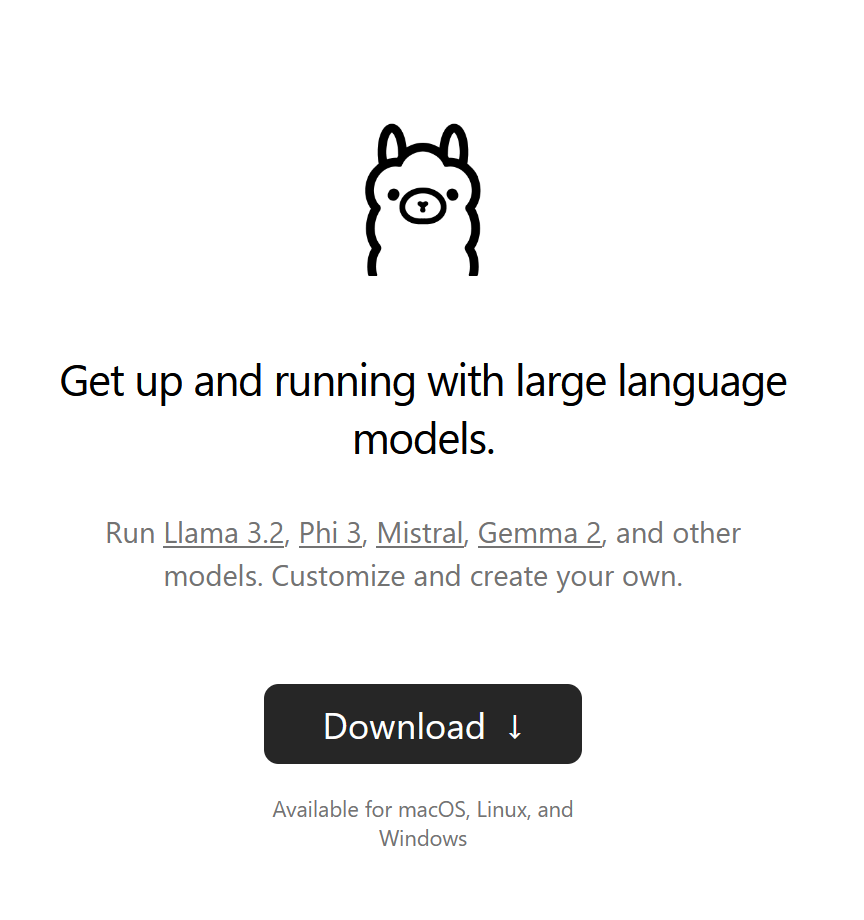 Get up and running with large language
models.
Run Llama 3.2, Phi 3, Mistral, Gemma 2, and other
models. Customize and create your own.
Download ↓
Available for macOS, Linux, and
Windows